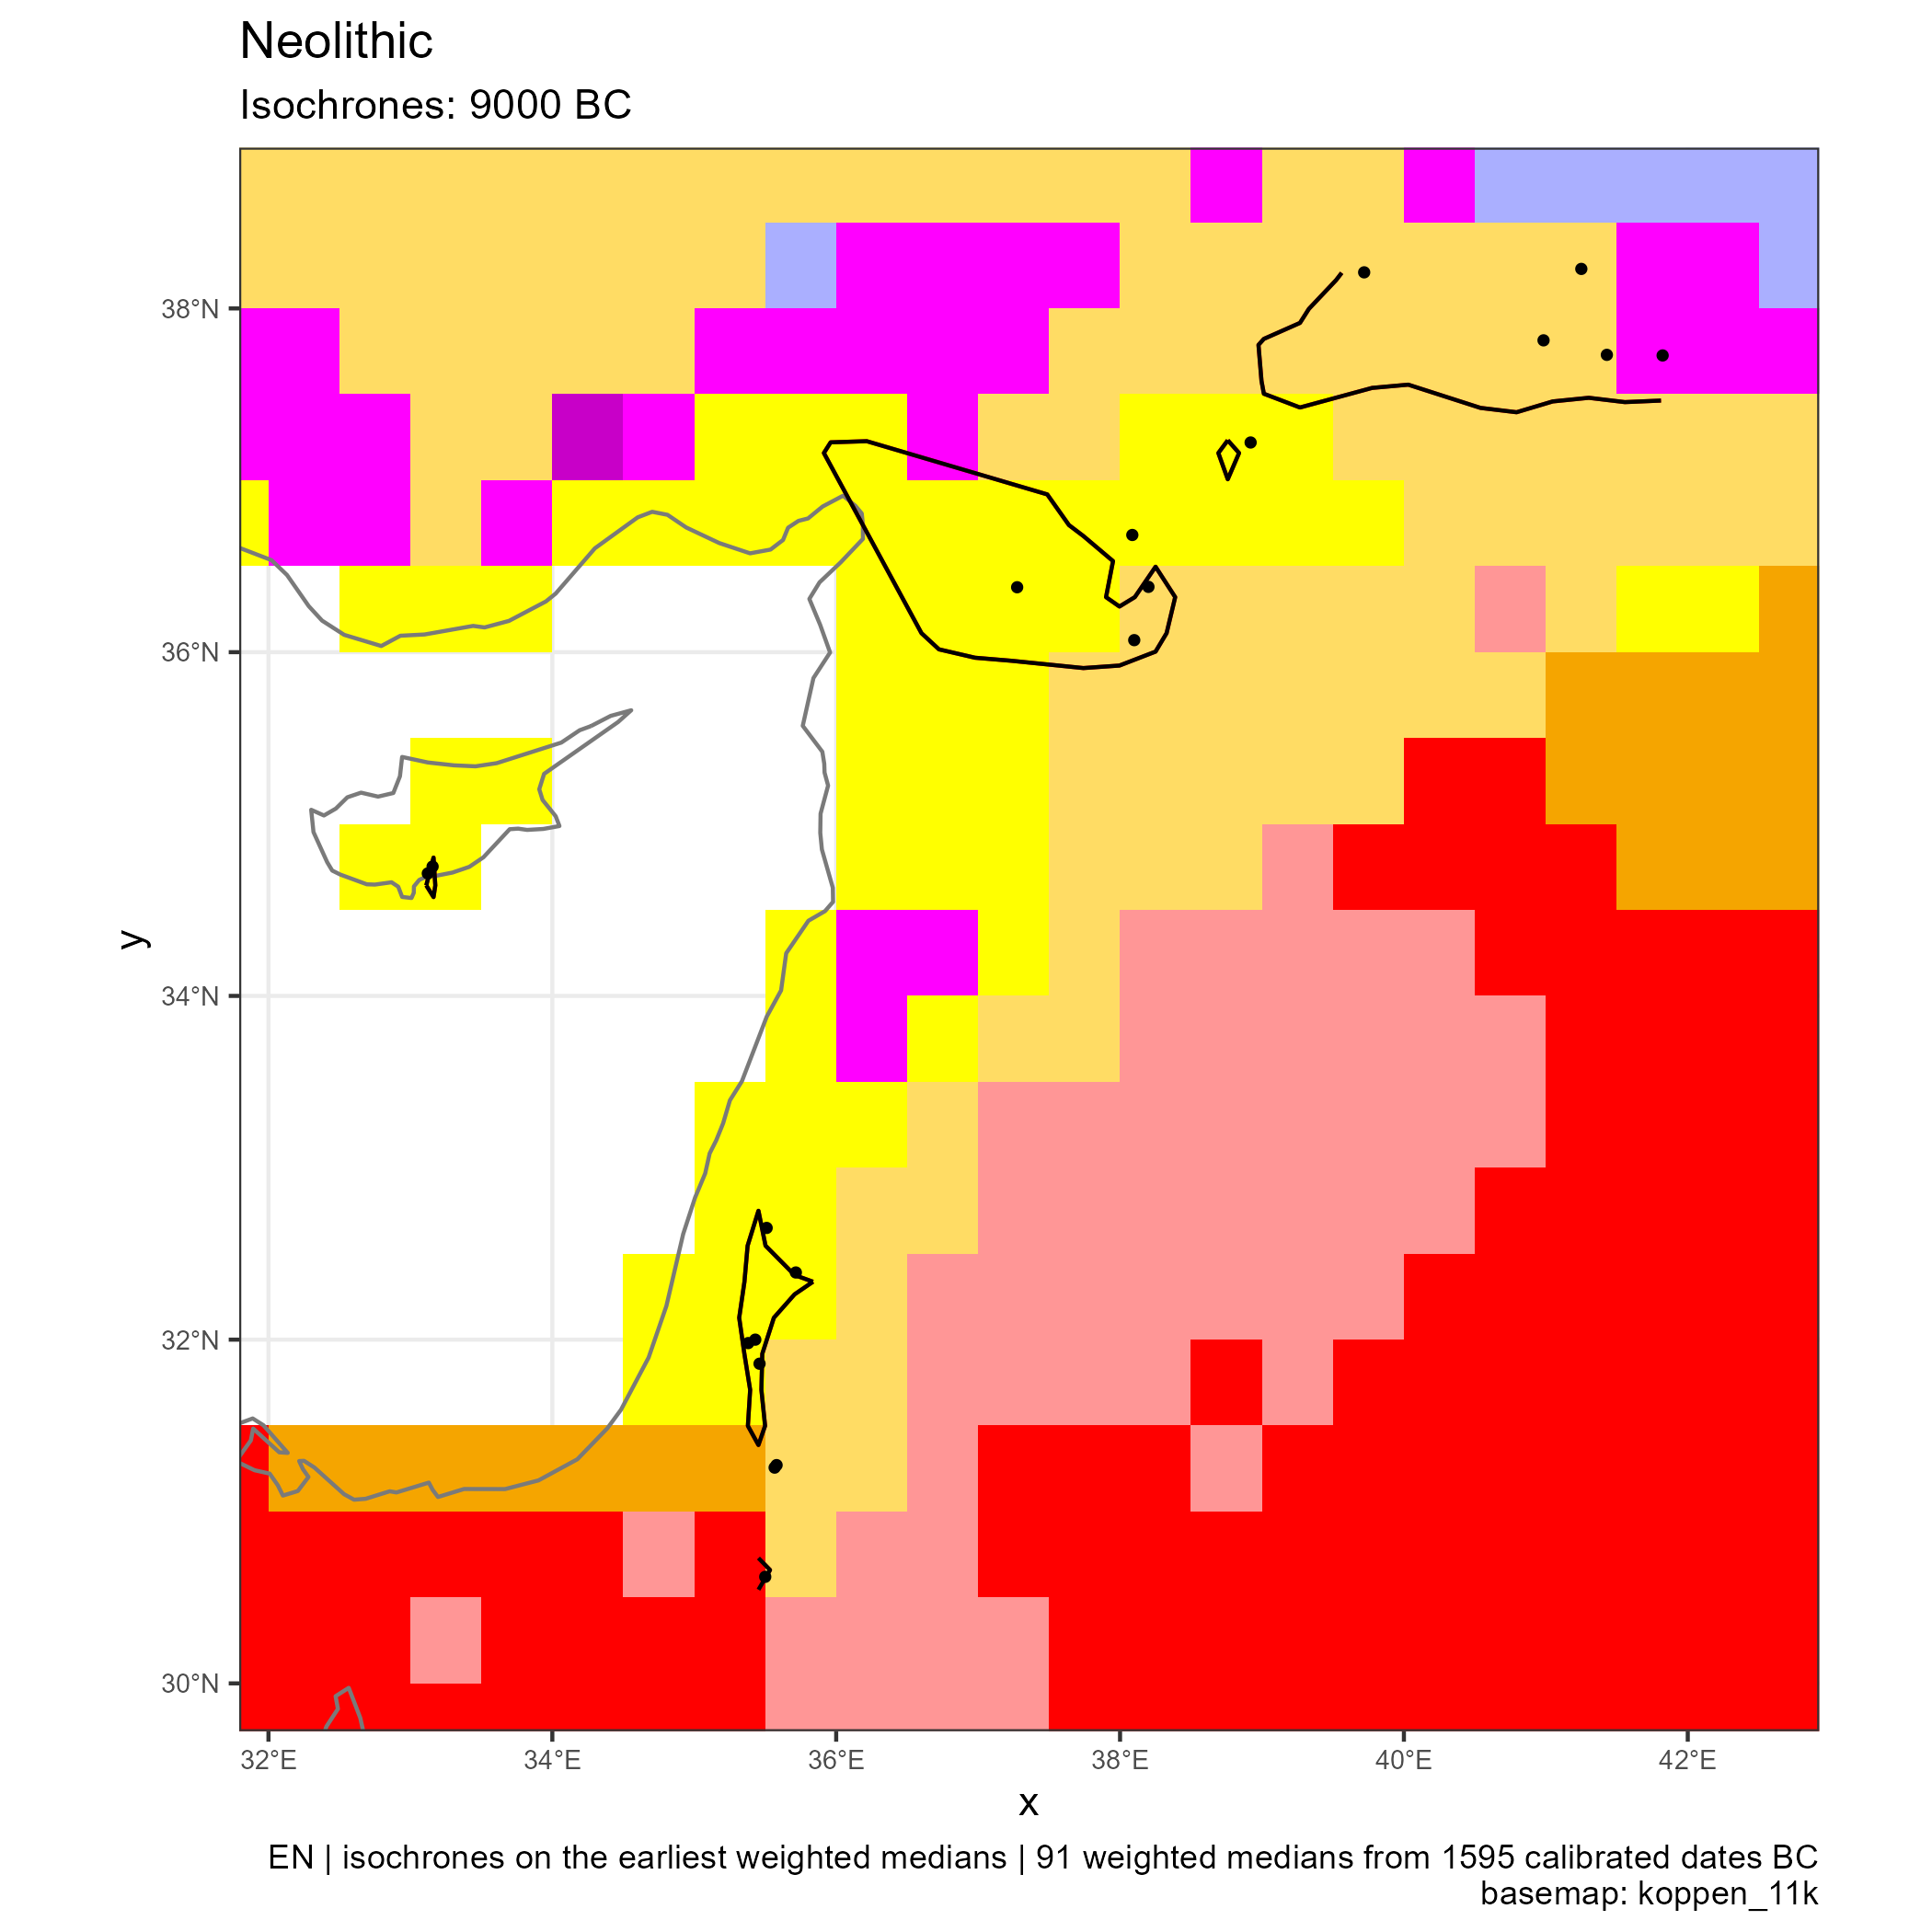 Neolithic
Isochrones: 9000 BC
38°N
36°N
34°N
32°N
30°N
y
32°E
34°E
36°E
38°E
40°E
42°E
x
EN | isochrones on the earliest weighted medians | 91 weighted medians from 1595 calibrated dates BC
basemap: koppen_11k